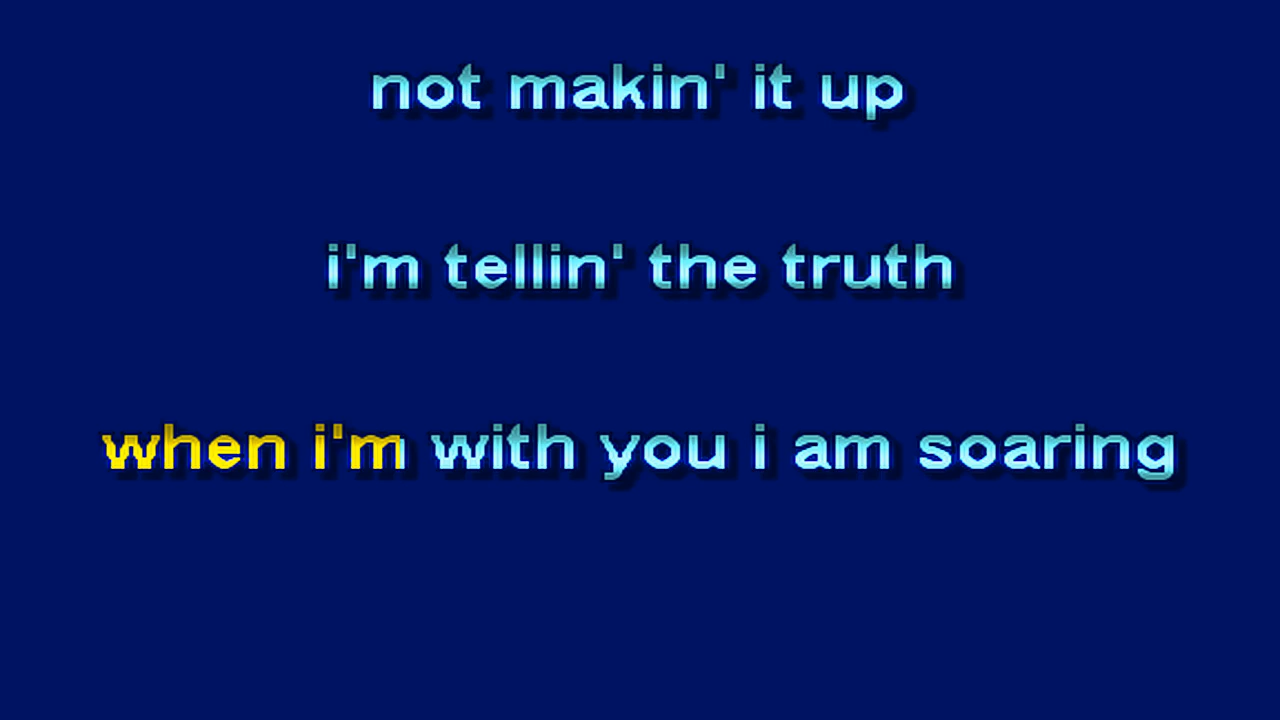 not makin' it up
i'm tellin' the truth
when i'm with you i am soaring